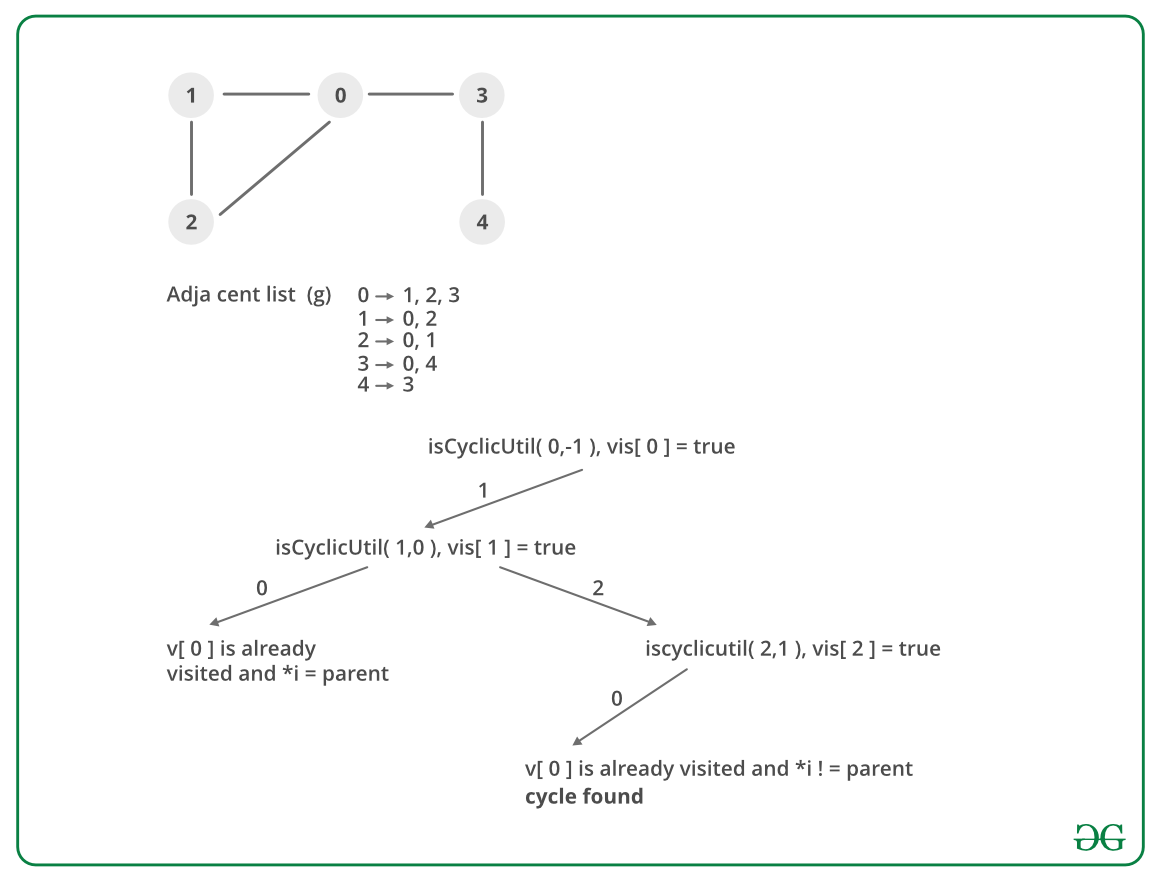 1 0 3
2 4
Adja cent list (g) 0 → 1, 2, 3
1 → 0, 2
2 → 0, 1
3 → 0, 4
4 → 3
isCyclicUtil( 0,-1 ), vis[ 0 ] = true
1
isCyclicUtil( 1,0 ), vis[ 1 ] = true
0 2
v[ 0 ] is already
visited and *i = parent
iscyclicutil( 2,1 ), vis[ 2 ] = true
0
v[ 0 ] is already visited and *i ! = parent
cycle found